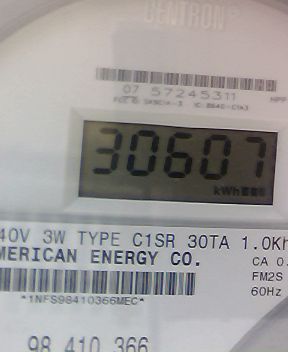 CENTRON®
07 57245311
30607
kWh
40V 3W TYPE C1SR 30TA 1.0Kh
MERICAN ENERGY CO.
CA 0.
FM2S
60Hz
*1NFS98410366MEC*
98 410 366